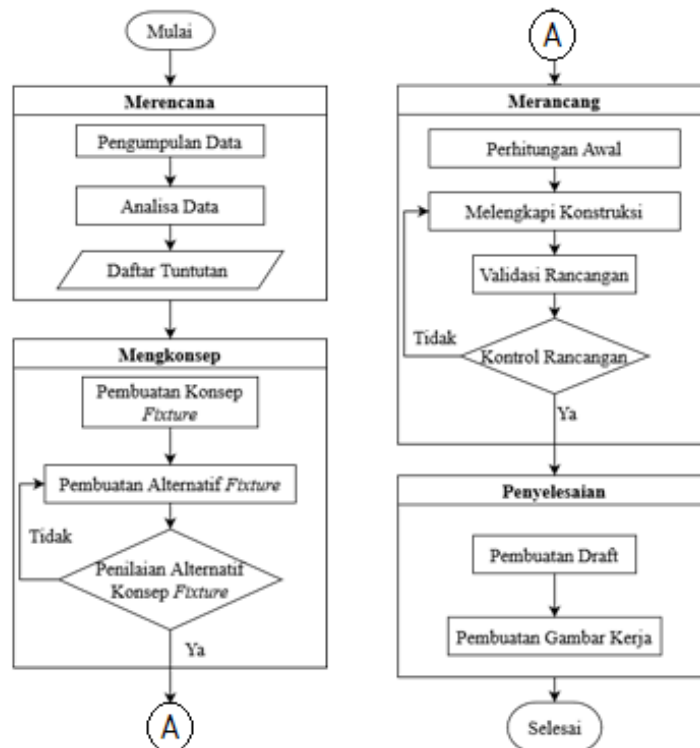 Mulai
Merencana
Pengumpulan Data
Analisa Data
Daftar Tuntutan
Mengkonsep
Pembuatan Konsep
Fixture
Pembuatan Alternatif Fixture
Tidak
Penilaian Alternatif
Konsep Fixture
Ya
A
A
Merancang
Perhitungan Awal
Melengkapi Konstruksi
Validasi Rancangan
Tidak
Kontrol Rancangan
Ya
Penyelesaian
Pembuatan Draft
Pembuatan Gambar Kerja
Selesai